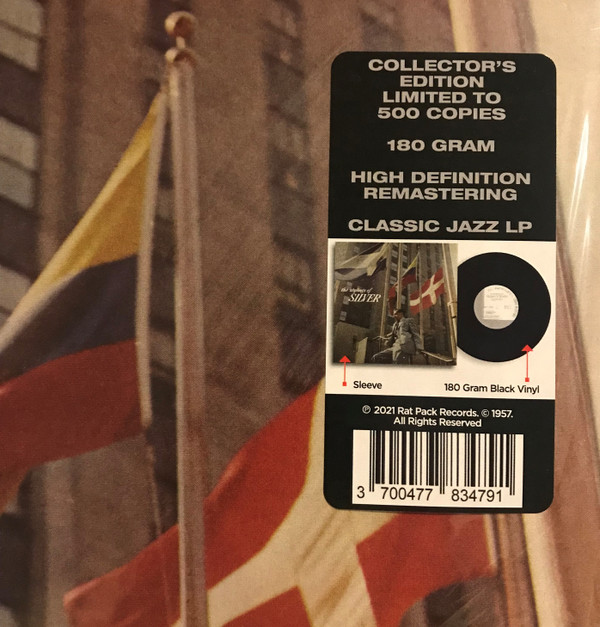 COLLECTOR'S
EDITION
LIMITED TO
500 COPIES
180 GRAM
HIGH DEFINITION
REMASTERING
CLASSIC JAZZ LP
the stylings of
SILVER
Sleeve
180 Gram Black Vinyl
℗ 2021 Rat Pack Records. © 1957.
All Rights Reserved
3 700477 834791